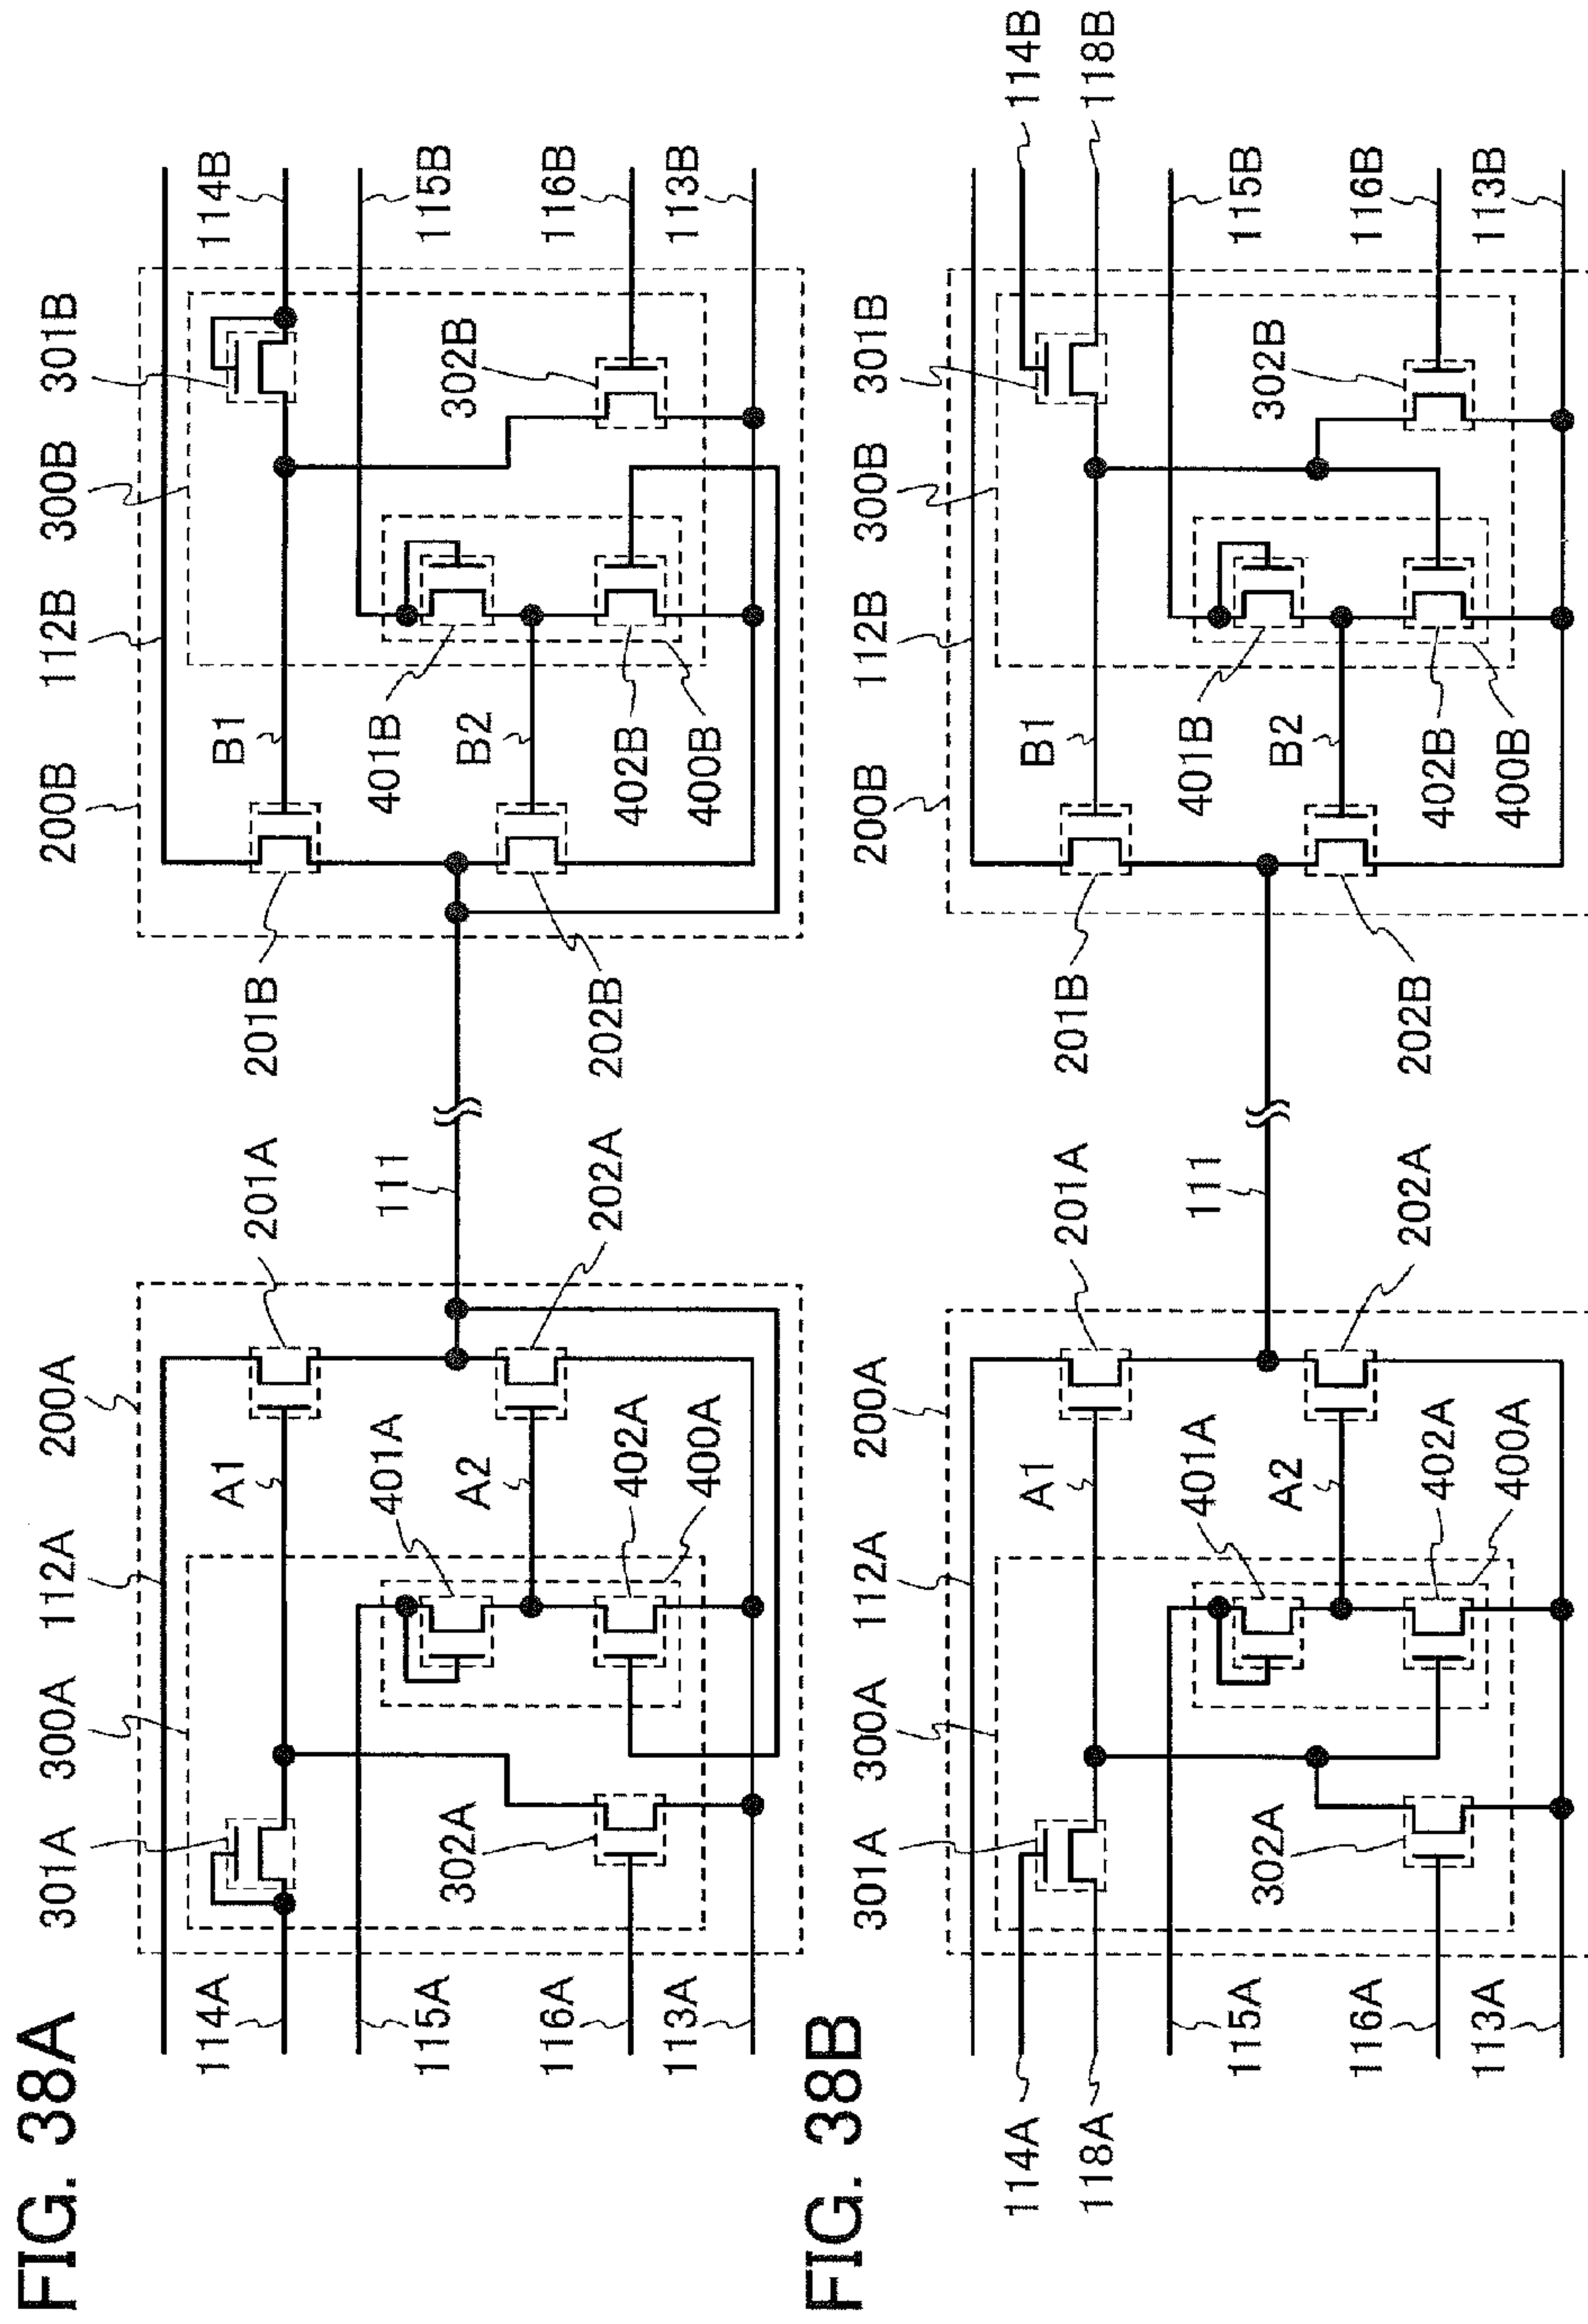 FIG. 38A
301A 300A 112A 200A 200B 112B 300B 301B
114A A1 201A 201B B1 114B
401A 111 401B
115A 302A A2 B2 302B 115B
116A 402A 202A 202B 402B 116B
113A 400A 400B 113B
FIG. 38B
301A 300A 112A 200A 200B 112B 300B 301B
114A A1 201A 201B B1 114B
118A 118B
401A 111 401B
115A 302A A2 B2 302B 115B
116A 402A 202A 202B 402B 116B
113A 400A 400B 113B